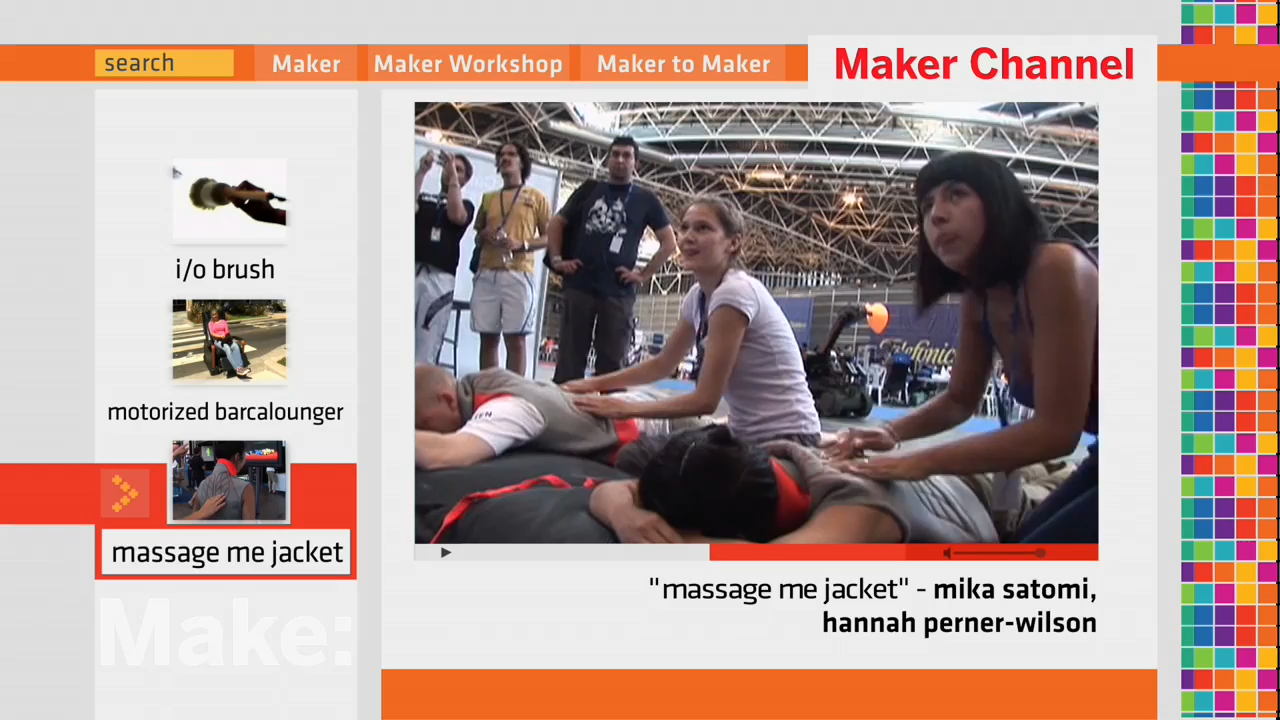 search
Maker
Maker Workshop
Maker to Maker
Maker Channel
i/o brush
motorized barcalounger
massage me jacket
Make:
Telefonica
"massage me jacket" - mika satomi,
hannah perner-wilson